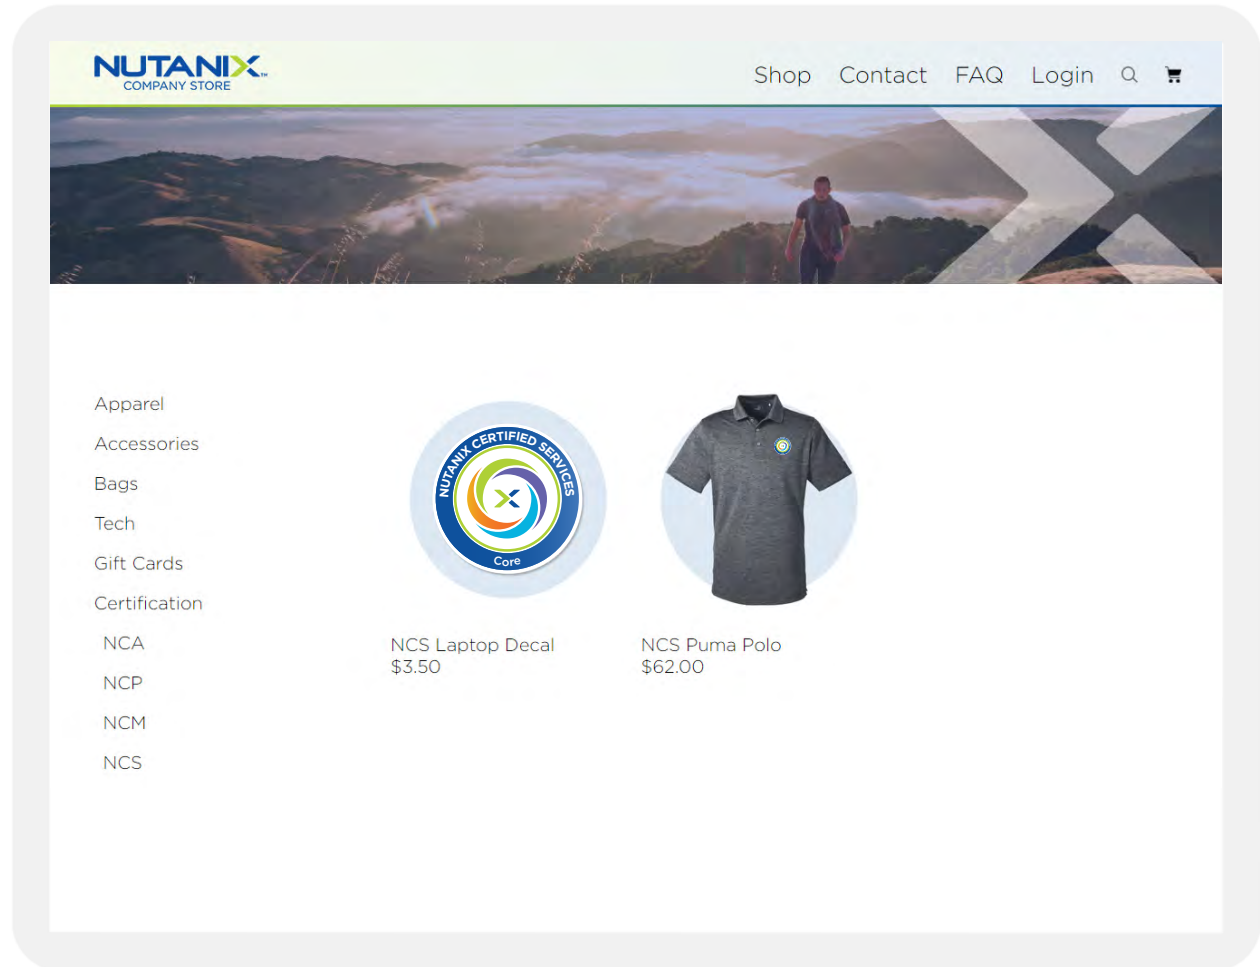 NUTANIX™
COMPANY STORE
Shop Contact FAQ Login
Apparel
Accessories
Bags
Tech
Gift Cards
Certification
NCA
NCP
NCM
NCS
NUTANIX CERTIFIED SERVICES
Core
NCS Laptop Decal
$3.50
NCS Puma Polo
$62.00